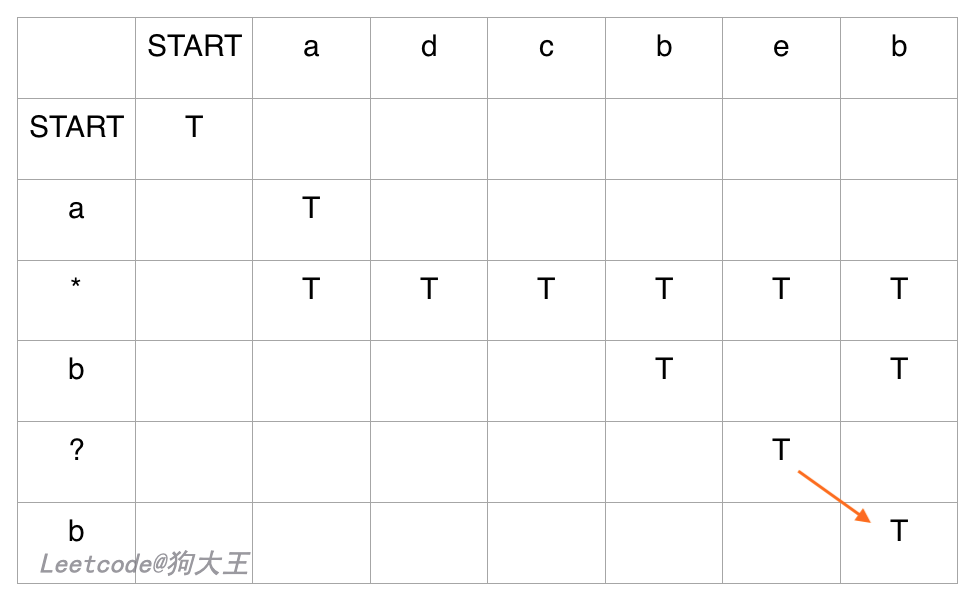 START a d c b e b
START T
a T
* T T T T T T
b T T
? T
b T
Leetcode@狗大王